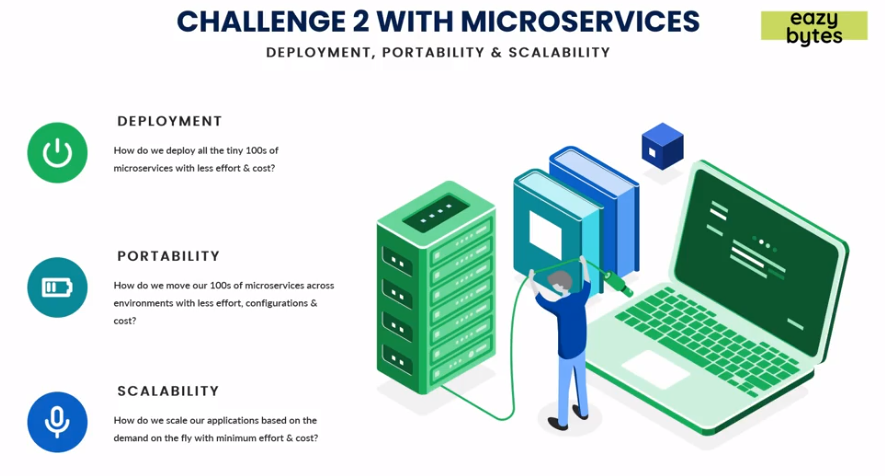 CHALLENGE 2 WITH MICROSERVICES
eazy
bytes
DEPLOYMENT, PORTABILITY & SCALABILITY
DEPLOYMENT
How do we deploy all the tiny 100s of
microservices with less effort & cost?
PORTABILITY
How do we move our 100s of microservices across
environments with less effort, configurations &
cost?
SCALABILITY
How do we scale our applications based on the
demand on the fly with minimum effort & cost?